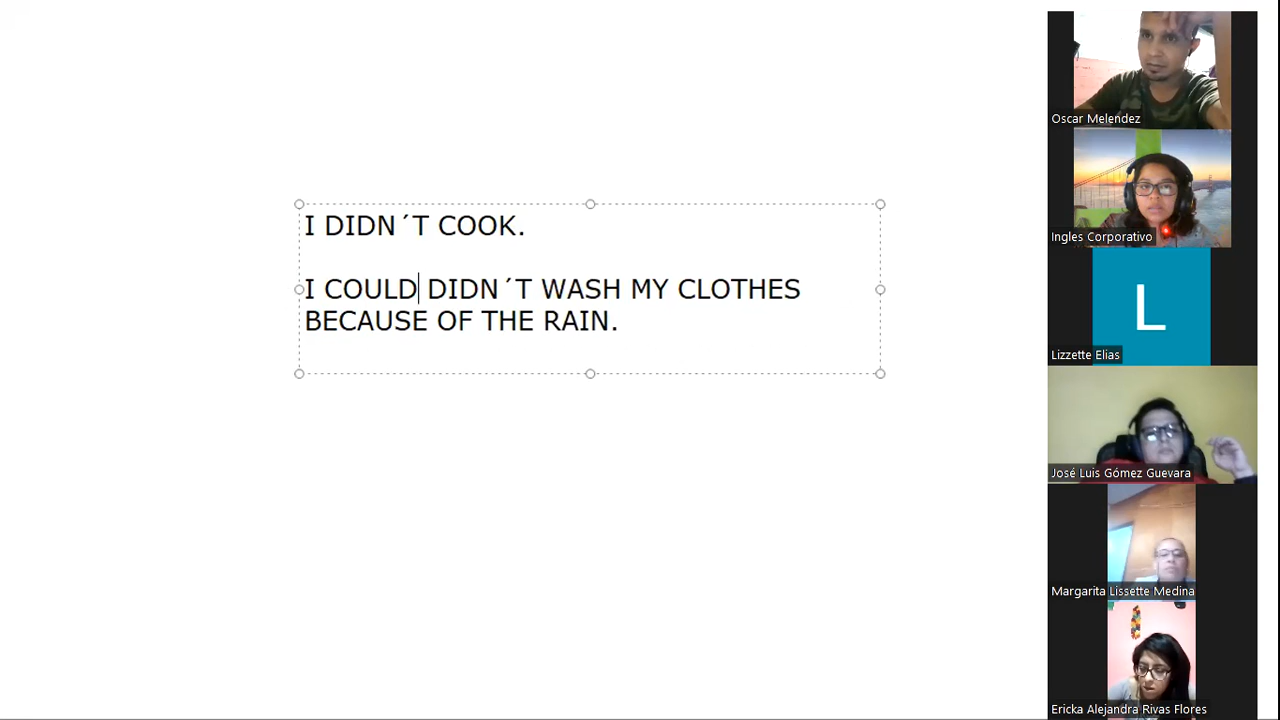 I DIDN´T COOK.
I COULD DIDN´T WASH MY CLOTHES
BECAUSE OF THE RAIN.
Oscar Melendez
Ingles Corporativo
L
Lizzette Elias
José Luis Gómez Guevara
Margarita Lissette Medina
Ericka Alejandra Rivas Flores